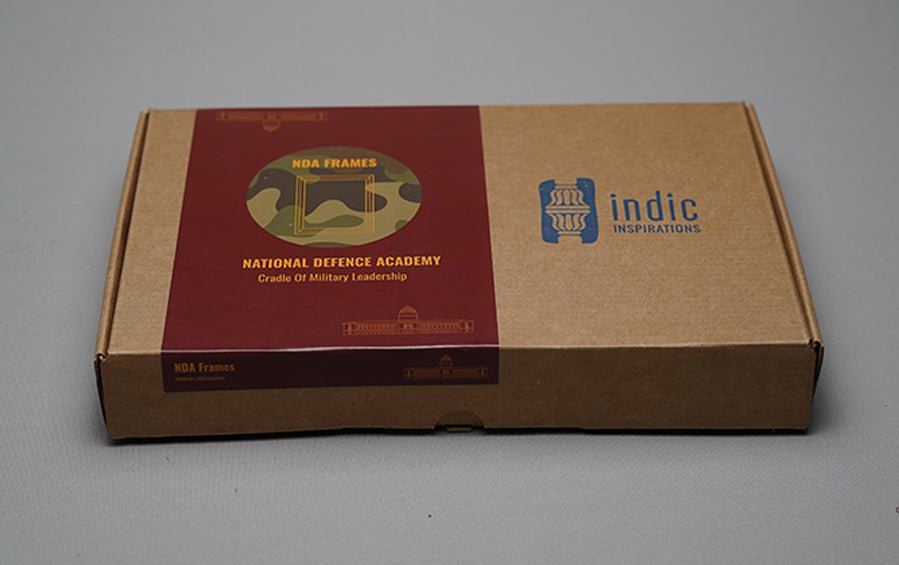 NDA FRAMES
NATIONAL DEFENCE ACADEMY
Cradle Of Military Leadership
indic
INSPIRATIONS
NDA Frames